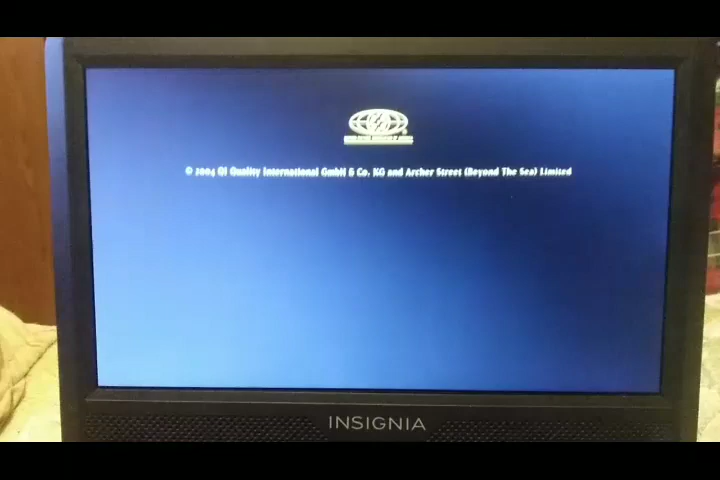 © 2004 QI Quality International GmbH & Co. KG and Archer Street (Beyond The Sea) Limited
INSIGNIA